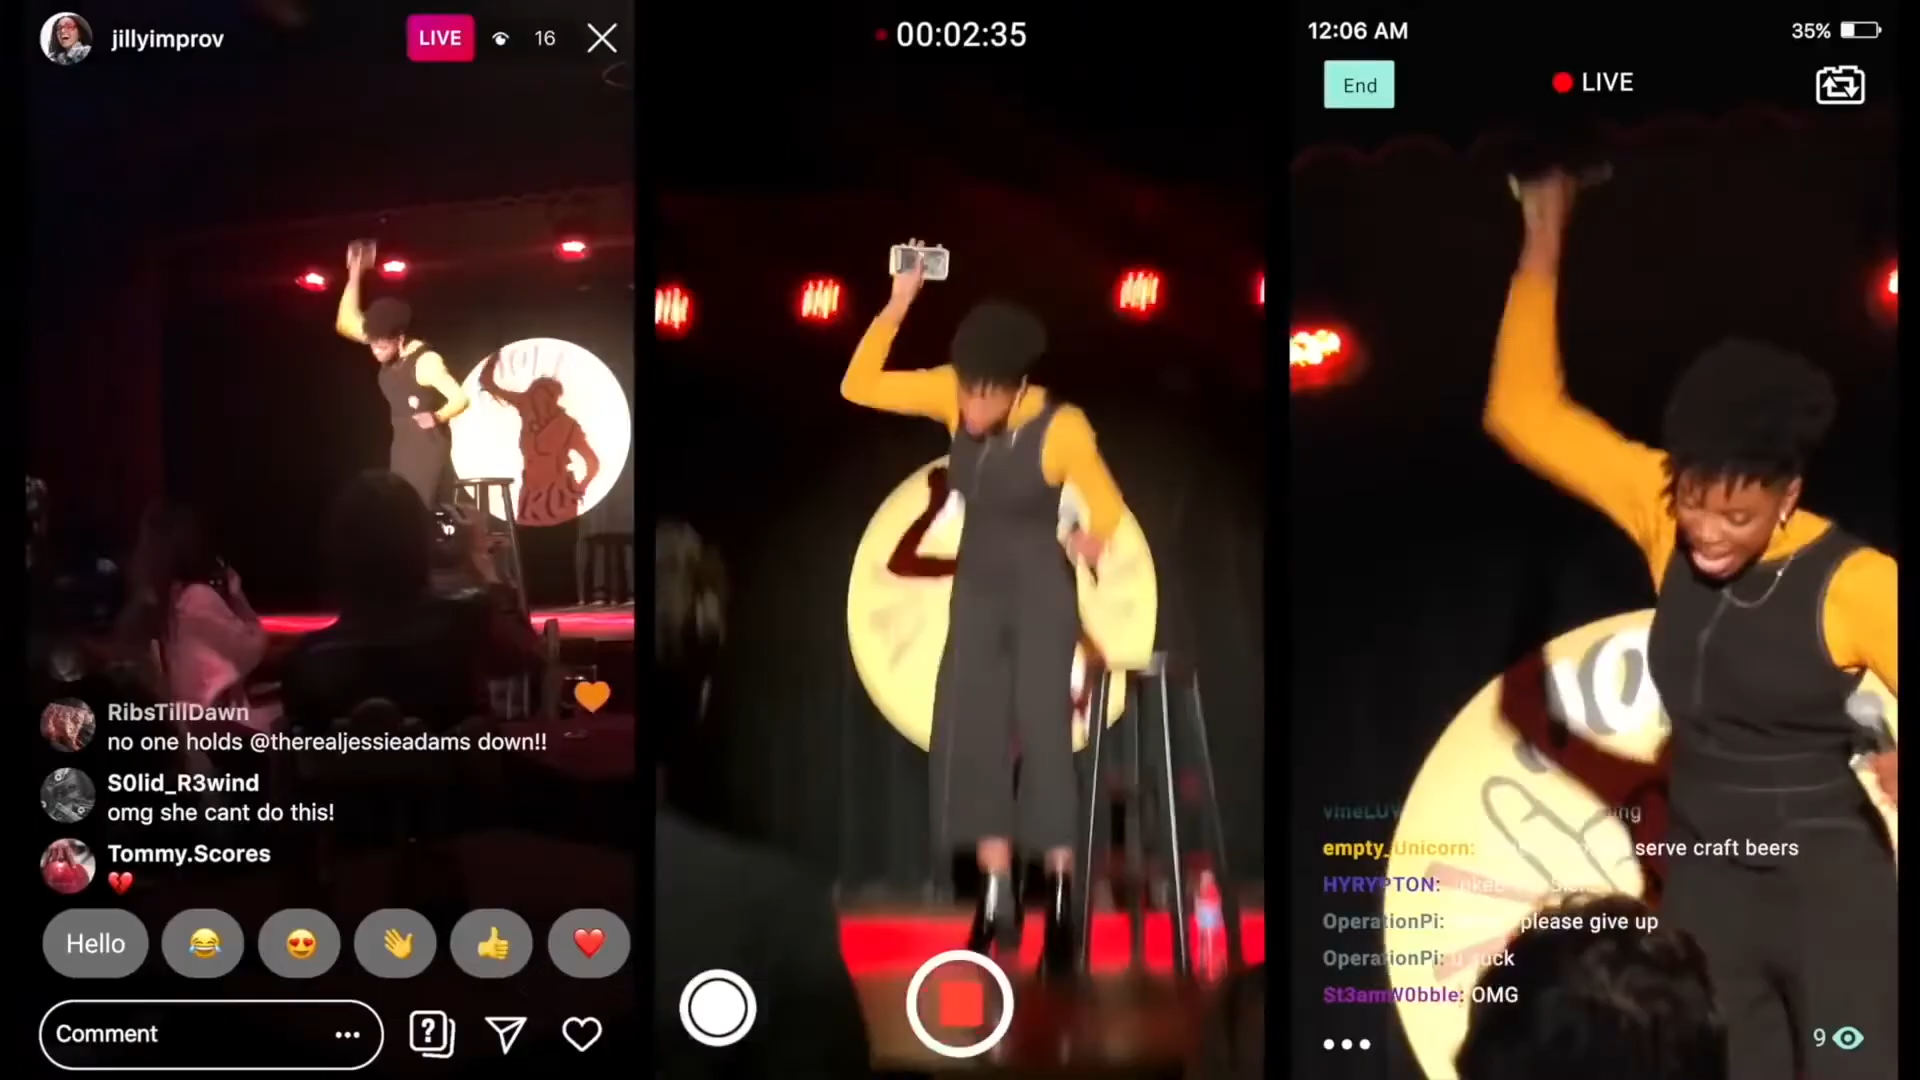 jillyimprov
LIVE
16
RibsTillDawn
no one holds @therealjessieadams down!!
S0lid_R3wind
omg she cant do this!
Tommy.Scores
Hello
Comment
00:02:35
12:06 AM
35%
End
LIVE
empty_Unicorn: serve craft beers
HYRYPTON:
OperationPi: please give up
OperationPi: u suck
St3amW0bble: OMG
9